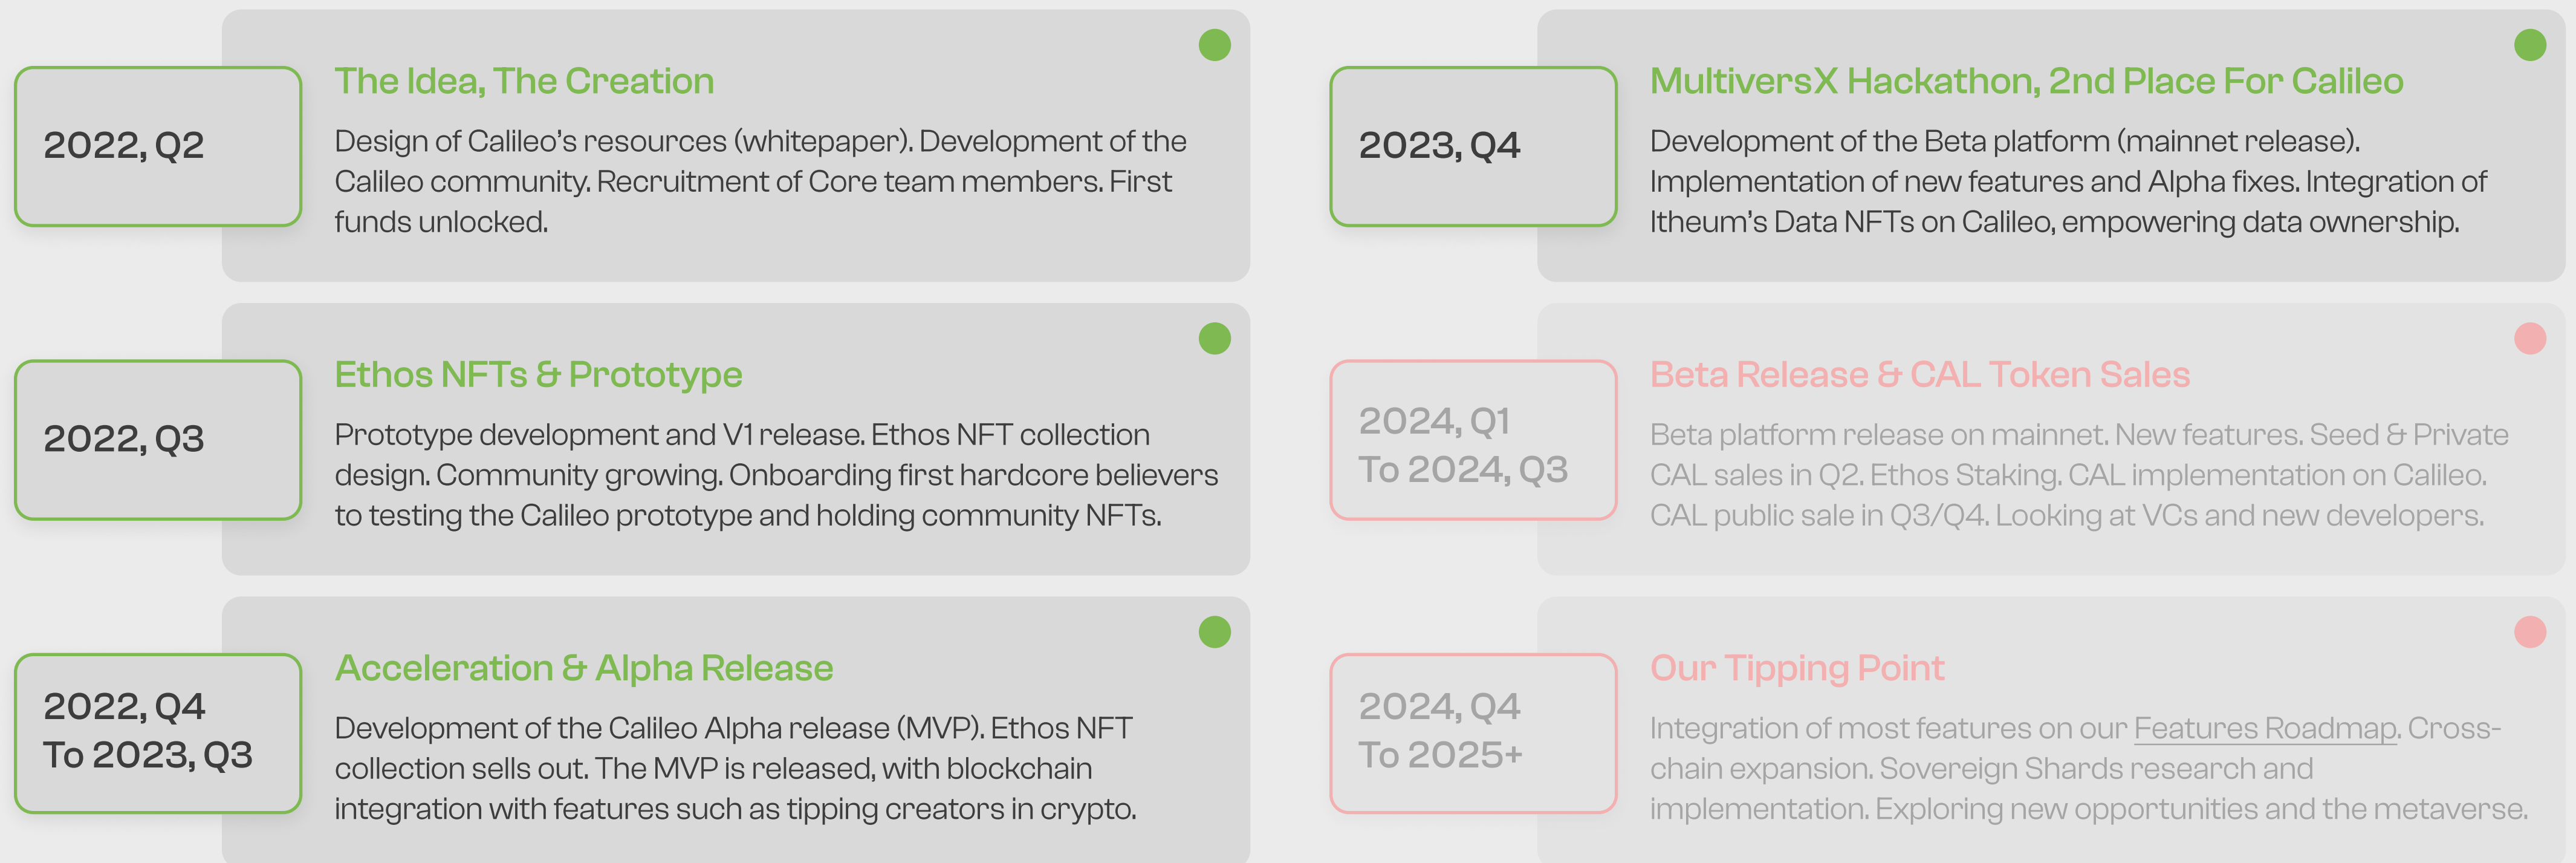 2022, Q2
The Idea, The Creation
Design of Calileo’s resources (whitepaper). Development of the
Calileo community. Recruitment of Core team members. First
funds unlocked.
2022, Q3
Ethos NFTs & Prototype
Prototype development and V1 release. Ethos NFT collection
design. Community growing. Onboarding first hardcore believers
to testing the Calileo prototype and holding community NFTs.
2022, Q4
To 2023, Q3
Acceleration & Alpha Release
Development of the Calileo Alpha release (MVP). Ethos NFT
collection sells out. The MVP is released, with blockchain
integration with features such as tipping creators in crypto.
2023, Q4
MultiversX Hackathon, 2nd Place For Calileo
Development of the Beta platform (mainnet release).
Implementation of new features and Alpha fixes. Integration of
Itheum’s Data NFTs on Calileo, empowering data ownership.
2024, Q1
To 2024, Q3
Beta Release & CAL Token Sales
Beta platform release on mainnet. New features. Seed & Private
CAL sales in Q2. Ethos Staking. CAL implementation on Calileo.
CAL public sale in Q3/Q4. Looking at VCs and new developers.
2024, Q4
To 2025+
Our Tipping Point
Integration of most features on our Features Roadmap. Cross-
chain expansion. Sovereign Shards research and
implementation. Exploring new opportunities and the metaverse.